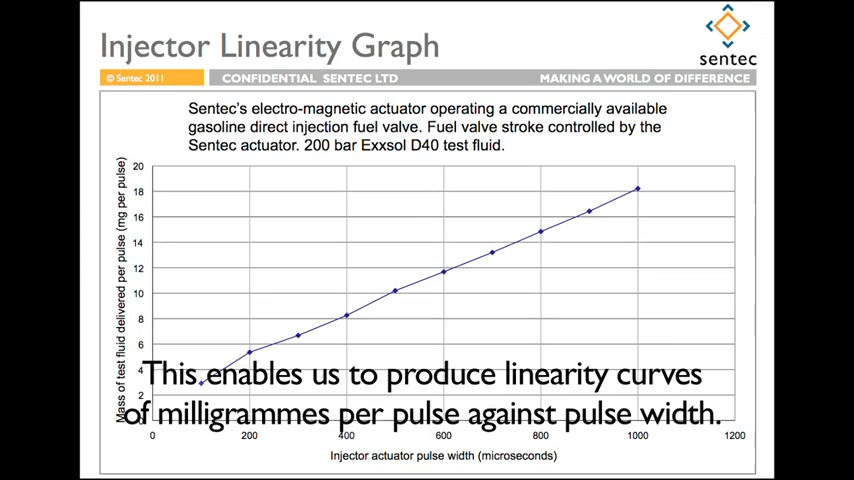 Injector Linearity Graph
sentec
© Sentec 2011
CONFIDENTIAL SENTEC LTD
MAKING A WORLD OF DIFFERENCE
Sentec's electro-magnetic actuator operating a commercially available
gasoline direct injection fuel valve. Fuel valve stroke controlled by the
Sentec actuator. 200 bar Exxsol D40 test fluid.
Mass of test fluid delivered per pulse (mg per pulse)
20
18
16
14
12
10
8
6
4
2
This enables us to produce linearity curves
of milligrammes per pulse against pulse width.
0
200
400
600
800
1000
1200
Injector actuator pulse width (microseconds)